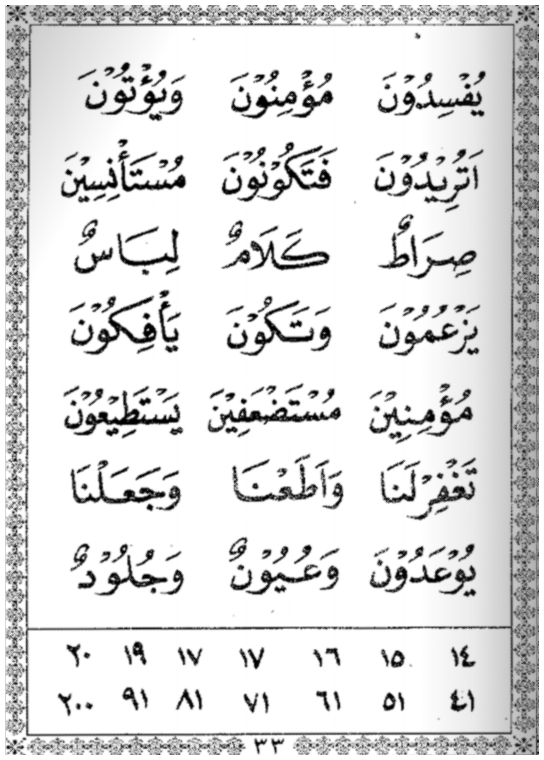 يُفْسِدُوْنَ مُؤْمِنُوْنَ وَيُؤْتُوْنَ
اَتُرِيْدُوْنَ فَتَكُوْنُوْنَ مُسْتَأْنِسِيْنَ
صِرَاطٌ كَلَامٌ لِبَاسٌ
يَزْعُمُوْنَ وَتَكُوْنَ يَأْفِكُوْنَ
مُؤْمِنِيْنَ مُسْتَضْعَفِيْنَ يَسْتَطِيْعُوْنَ
تَغْفِرْلَنَا وَاَطَعْنَا وَجَعَلْنَا
يُوْعَدُوْنَ وَعُيُوْنٌ وَجُلُوْدٌ
١٤ ١٥ ١٦ ١٧ ١٧ ١٩ ٢٠
٤١ ٥١ ٦١ ٧١ ٨١ ٩١ ٢٠٠
٣٣